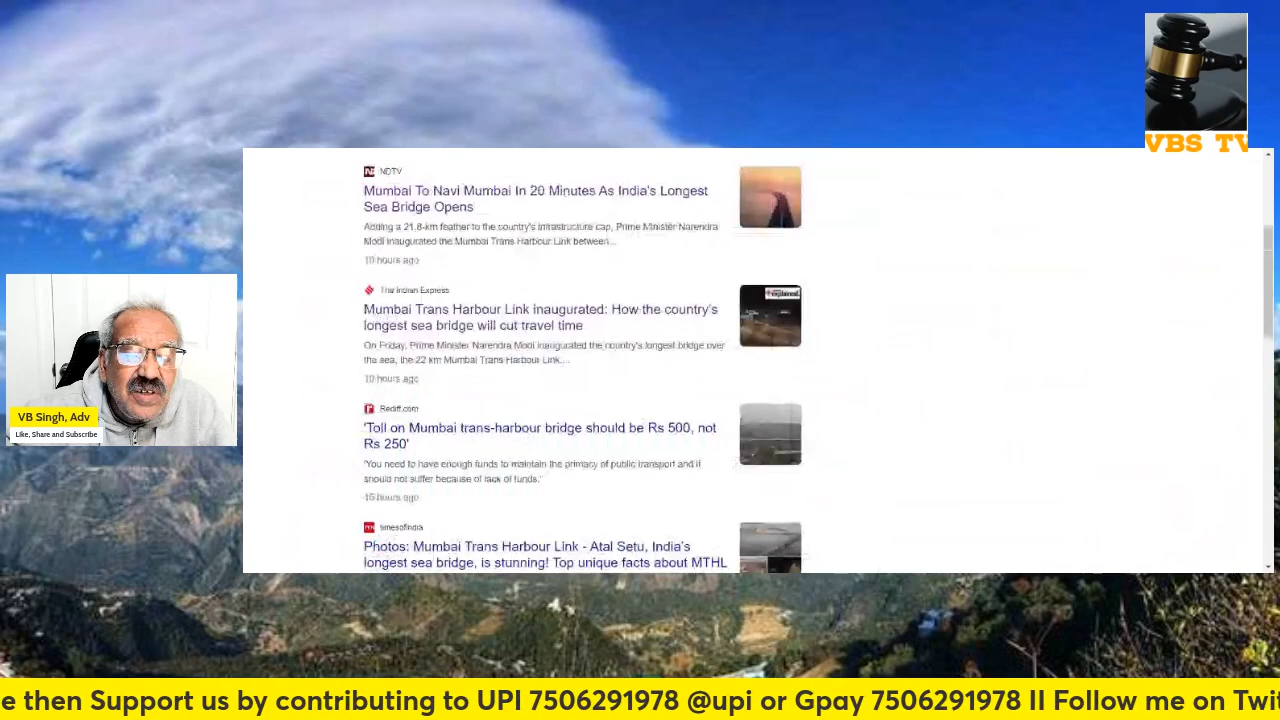 VBS TV
NDTV
Mumbai To Navi Mumbai In 20 Minutes As India's Longest
Sea Bridge Opens
Adding a 21.8-km feather to the country's infrastructure cap, Prime Minister Narendra
Modi inaugurated the Mumbai Trans Harbour Link between...
10 hours ago
The Indian Express
Mumbai Trans Harbour Link inaugurated: How the country's
longest sea bridge will cut travel time
On Friday, Prime Minister Narendra Modi inaugurated the country's longest bridge over
the sea, the 22 km Mumbai Trans Harbour Link....
10 hours ago
explained.
Rediff.com
'Toll on Mumbai trans-harbour bridge should be Rs 500, not
Rs 250'
'You need to have enough funds to maintain the primacy of public transport and it
should not suffer because of lack of funds.'
hours ago
timesofindia
Photos: Mumbai Trans Harbour Link - Atal Setu, India's
longest sea bridge, is stunning! Top unique facts about MTHL
VB Singh, Adv
Like, Share and Subscribe
e then Support us by contributing to UPI 7506291978 @upi or Gpay 7506291978 II Follow me on Twit